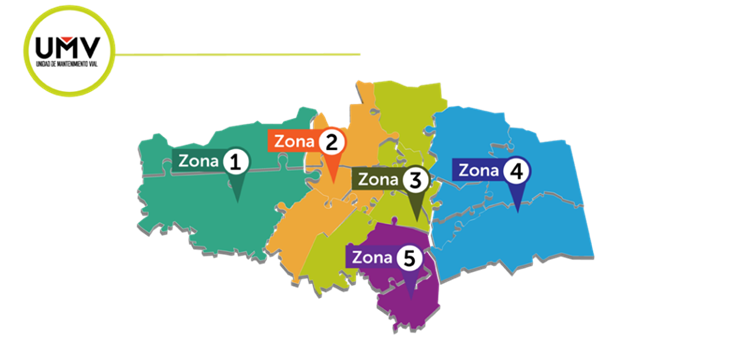 UMV
UNIDAD DE MANTENIMIENTO VIAL
Zona 1
Zona 2
Zona 3
Zona 4
Zona 5